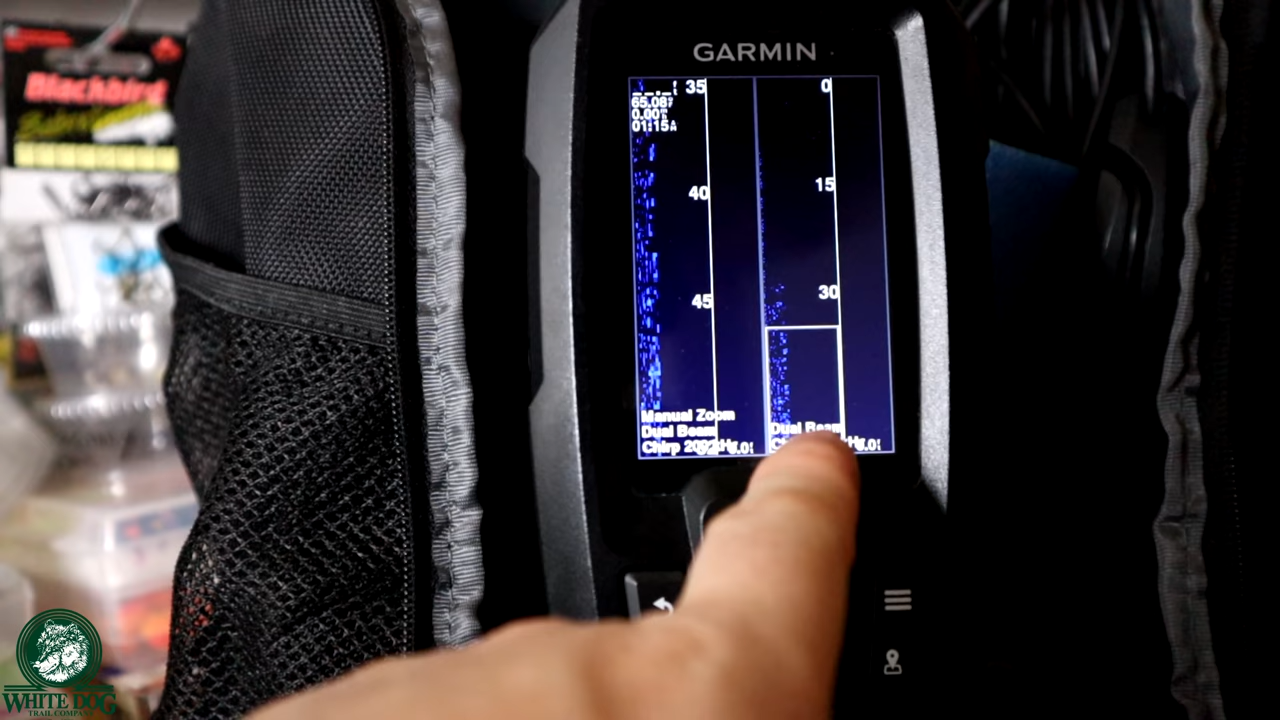 Blackbird
GARMIN
35
65.08°F
0.00
01:15A
40
45
Manual Zoom
Dual Beam
Chirp
0
15
30
Dual Beam
WHITE DOG
TRAIL COMPANY